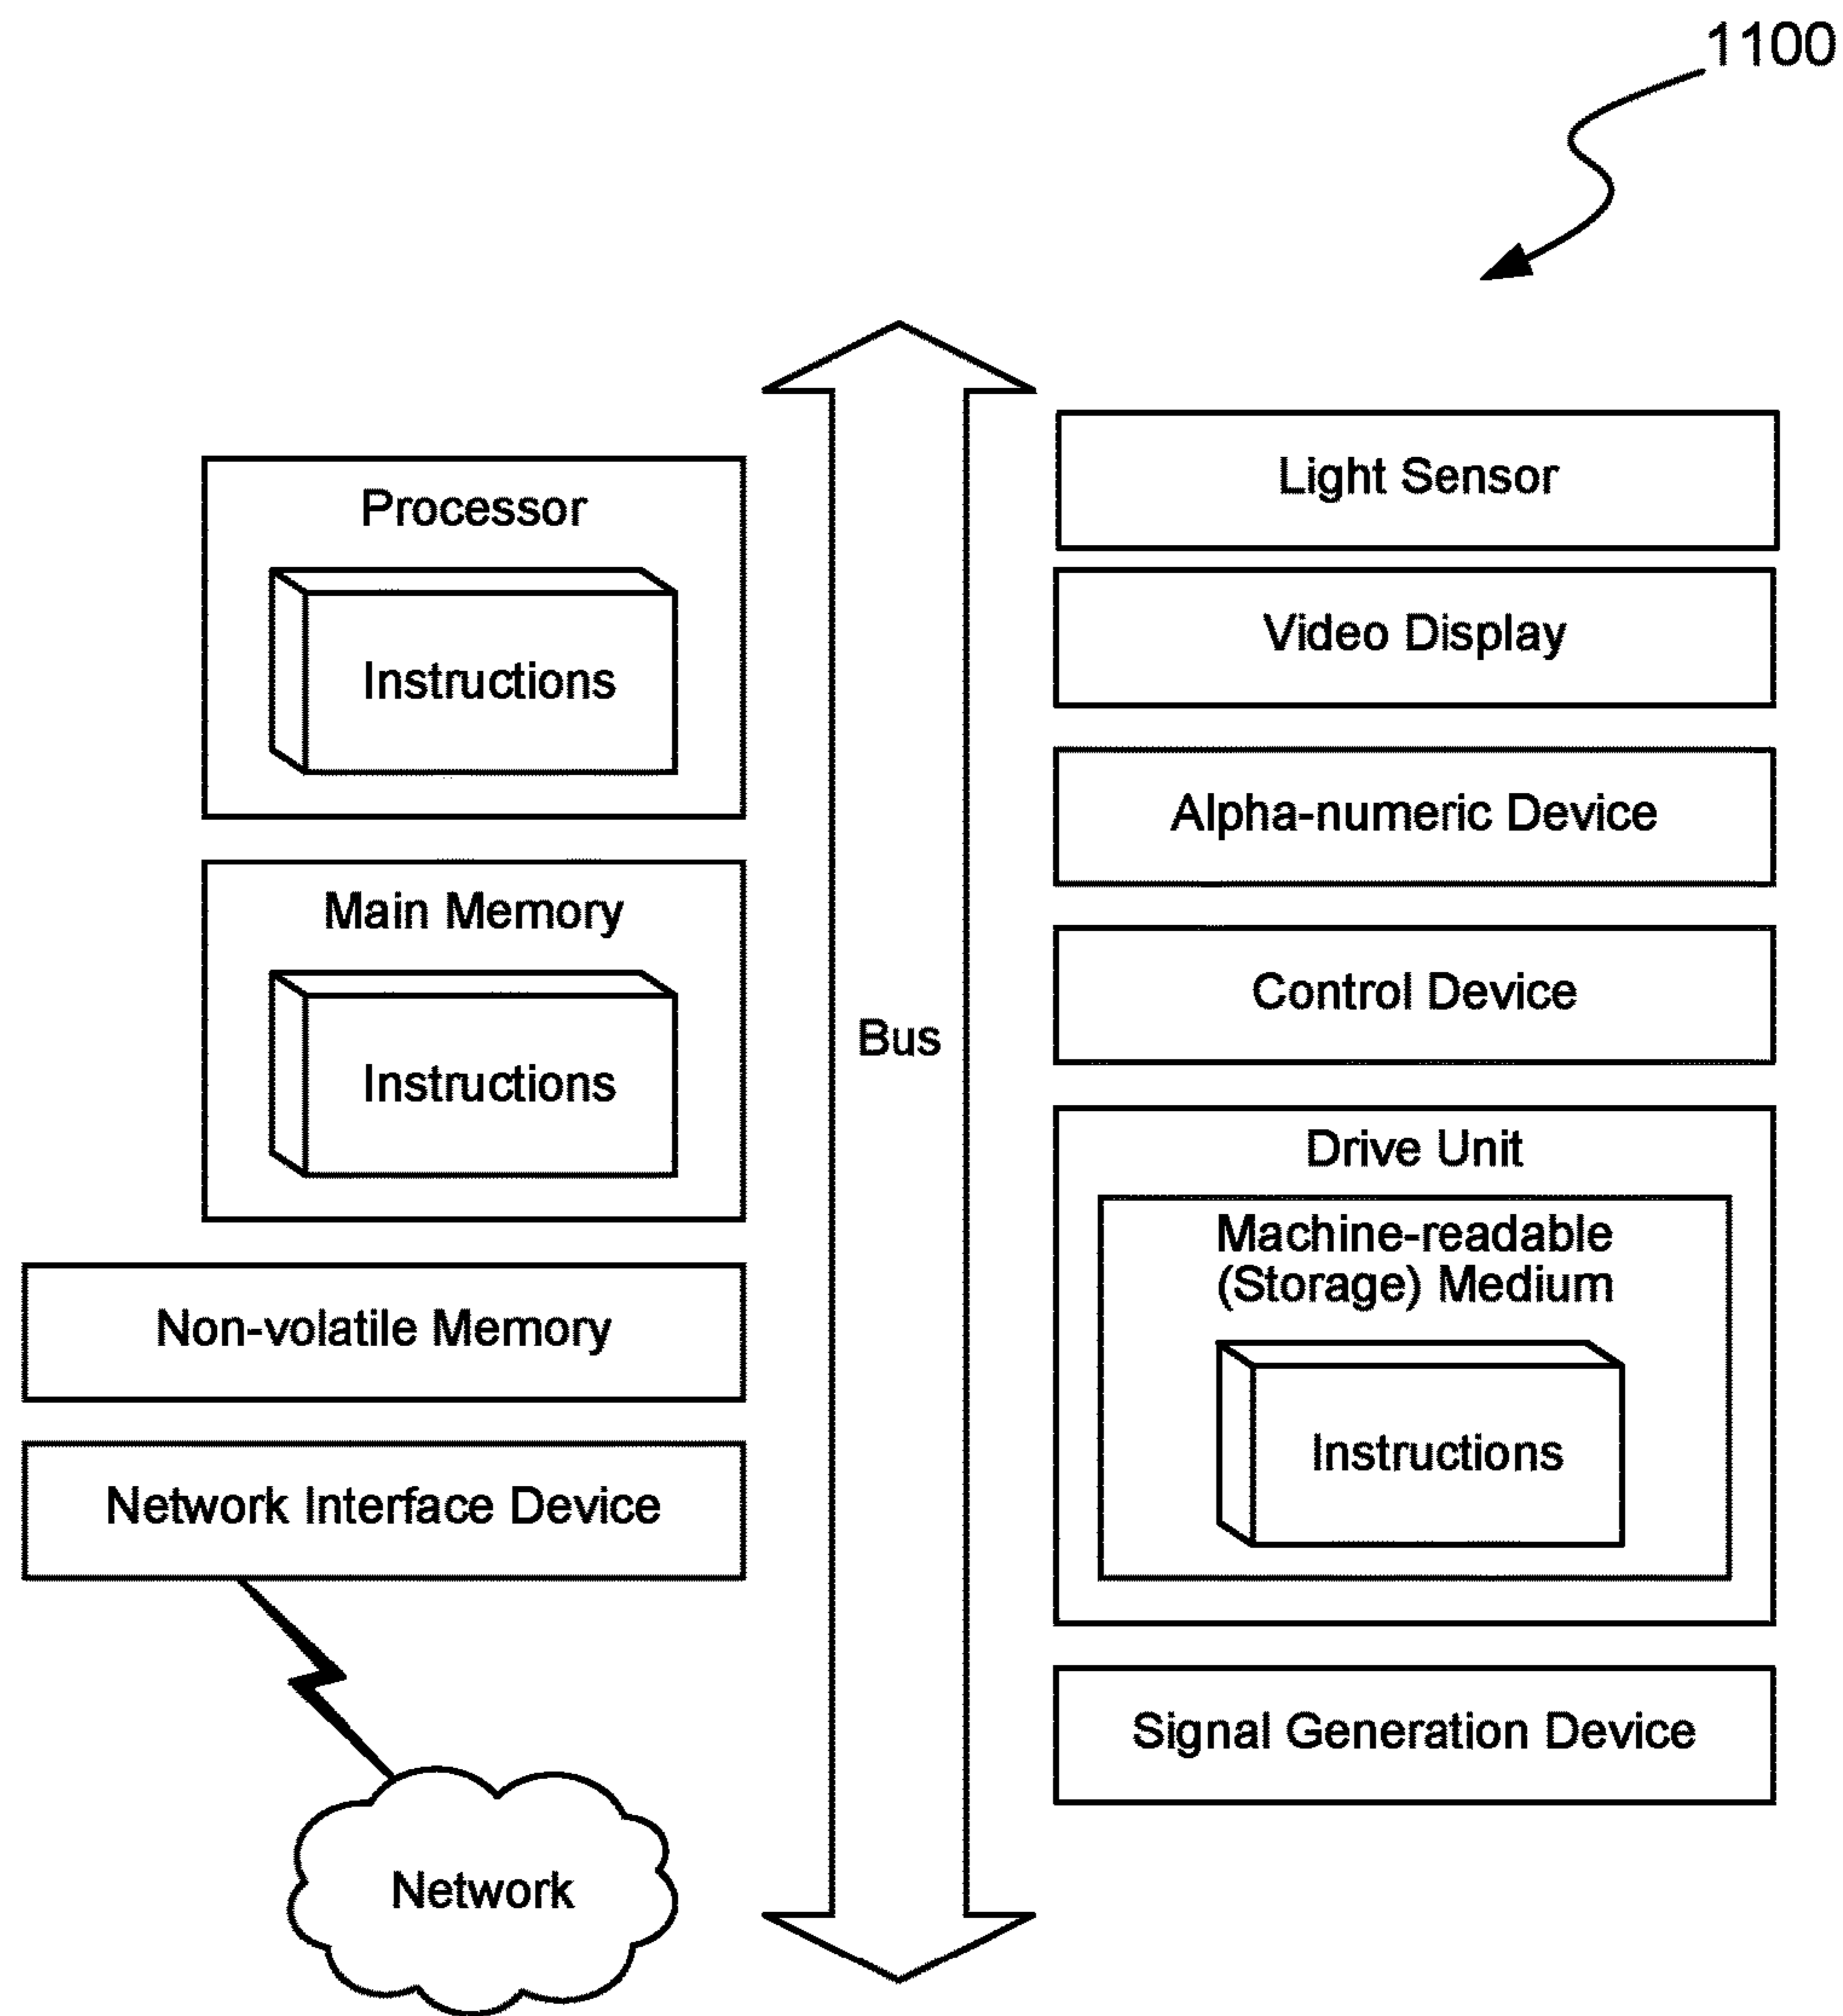 1100
Processor
Instructions
Main Memory
Instructions
Non-volatile Memory
Network Interface Device
Network
Bus
Light Sensor
Video Display
Alpha-numeric Device
Control Device
Drive Unit
Machine-readable
(Storage) Medium
Instructions
Signal Generation Device